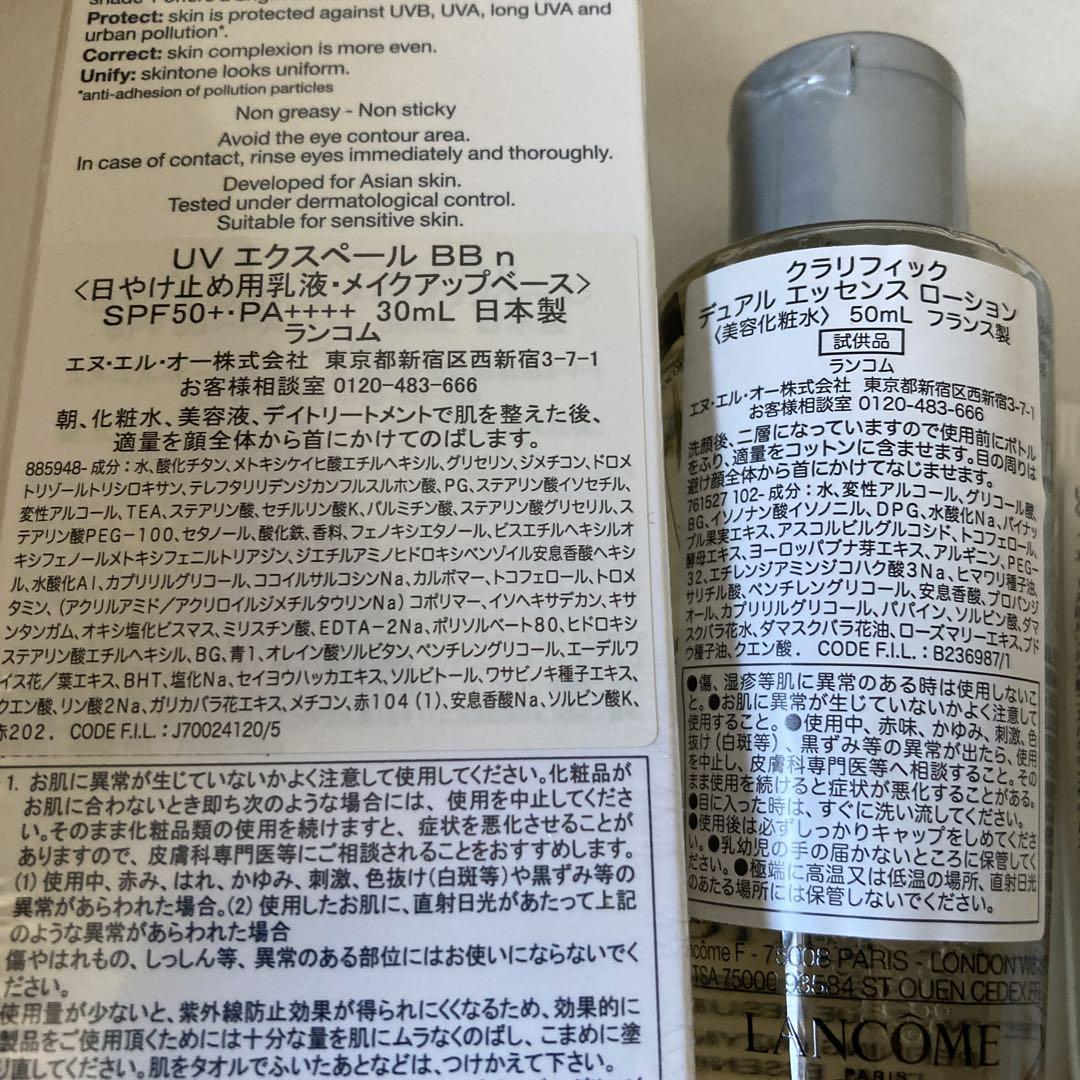 Protect: skin is protected against UVB, UVA, long UVA and
urban pollution*.
Correct: skin complexion is more even.
Unify: skintone looks uniform.
*anti-adhesion of pollution particles
Non greasy - Non sticky
Avoid the eye contour area.
In case of contact, rinse eyes immediately and thoroughly.
Developed for Asian skin.
Tested under dermatological control.
Suitable for sensitive skin.
UV エクスペール BB n
〈日やけ止め用乳液・メイクアップベース〉
SPF50+・PA++++ 30mL 日本製
ランコム
エヌ・エル・オー株式会社 東京都新宿区西新宿3-7-1
お客様相談室 0120-483-666
朝、化粧水、美容液、デイトリートメントで肌を整えた後、
適量を顔全体から首にかけてのばします。
885948- 成分：水、酸化チタン、メトキシケイヒ酸エチルヘキシル、グリセリン、ジメチコン、ドロメ
トリゾールトリシロキサン、テレフタリリデンジカンフルスルホン酸、PG、ステアリン酸イソセチル、
変性アルコール、TEA、ステアリン酸、セチルリン酸K、パルミチン酸、ステアリン酸グリセリル、ステ
アリン酸PEG-100、セタノール、酸化鉄、香料、フェノキシエタノール、ビスエチルヘキシルオ
キシフェノールメトキシフェニルトリアジン、ジエチルアミノヒドロキシベンゾイル安息香酸ヘキシ
ル、水酸化Al、カプリリルグリコール、ココイルサルコシンNa、カルボマー、トコフェロール、トロメ
タミン、（アクリルアミド／アクリロイルジメチルタウリンNa）コポリマー、イソヘキサデカン、キサ
ンタンガム、オキシ塩化ビスマス、ミリスチン酸、EDTA-2Na、ポリソルベート80、ヒドロキシ
ステアリン酸エチルヘキシル、BG、青1、オレイン酸ソルビタン、ペンチレングリコール、エーデルワ
イス花／葉エキス、BHT、塩化Na、セイヨウハッカエキス、ソルビトール、ワサビノキ種子エキス、
クエン酸、リン酸2Na、ガリカバラ花エキス、メチコン、赤104（1）、安息香酸Na、ソルビン酸K、
赤202． CODE F.I.L. : J70024120/5
1. お肌に異常が生じていないかよく注意して使用してください。化粧品が
お肌に合わないとき即ち次のような場合には、使用を中止してくださ
い。そのまま化粧品類の使用を続けますと、症状を悪化させることが
ありますので、皮膚科専門医等にご相談されることをおすすめします。
(1) 使用中、赤み、はれ、かゆみ、刺激、色抜け(白斑等)や黒ずみ等の
異常があらわれた場合。(2) 使用したお肌に、直射日光があたって上記
のような異常があらわれた場合
傷やはれもの、しっしん等、異常のある部位にはお使いにならないでく
ださい。
使用量が少ないと、紫外線防止効果が得られにくくなるため、効果的に
製品をご使用頂くためには十分な量を肌にムラなくのばし、こまめに塗
り直してください。肌をタオルでふいたあとなどは、つけかえて下さい。
クラリフィック
デュアル エッセンス ローション
〈美容化粧水〉 50mL フランス製
試供品
ランコム
エヌ・エル・オー株式会社 東京都新宿区西新宿3-7-1
お客様相談室 0120-483-666
洗顔後、二層になっていますので使用前にボトル
をふり、適量をコットンに含ませます。目の周りは
避け顔全体から首にかけてなじませます。
761527 102- 成分：水、変性アルコール、グリコール酸、
BG、イソノナン酸イソノニル、DPG、水酸化Na、パイナッ
プル果実エキス、アスコルビルグルコシド、トコフェロール、
酵母エキス、ヨーロッパブナ芽エキス、アルギニン、PEG-
32、エチレンジアミンジコハク酸3Na、ヒマワリ種子油、
サリチル酸、ペンチレングリコール、安息香酸、プロパンジ
オール、カプリリルグリコール、パパイン、ソルビン酸、ダマ
スクバラ花水、ダマスクバラ花油、ローズマリーエキス、ブド
ウ種子油、クエン酸． CODE F.I.L. : B236987/1
●傷、湿疹等肌に異常のある時は使用しないこ
と。●お肌に異常が生じていないかよく注意して
使用すること。●使用中、赤味、かゆみ、刺激、色
抜け(白斑等)、黒ずみ等の異常が出たら、使用
を中止し、皮膚科専門医等へ相談すること。その
まま使用を続けると症状が悪化することがある。
●目に入った時は、すぐに洗い流してください。
●使用後は必ずしっかりキャップをしめてくださ
い。●乳幼児の手の届かないところに保管してく
ださい。●極端に高温又は低温の場所、直射日光
のあたる場所には保管しないでください。
ncôme F - 75008 PARIS - LONDON
TSA 75000 93584 ST OUEN CEDEX
LANCÔME
PARIS